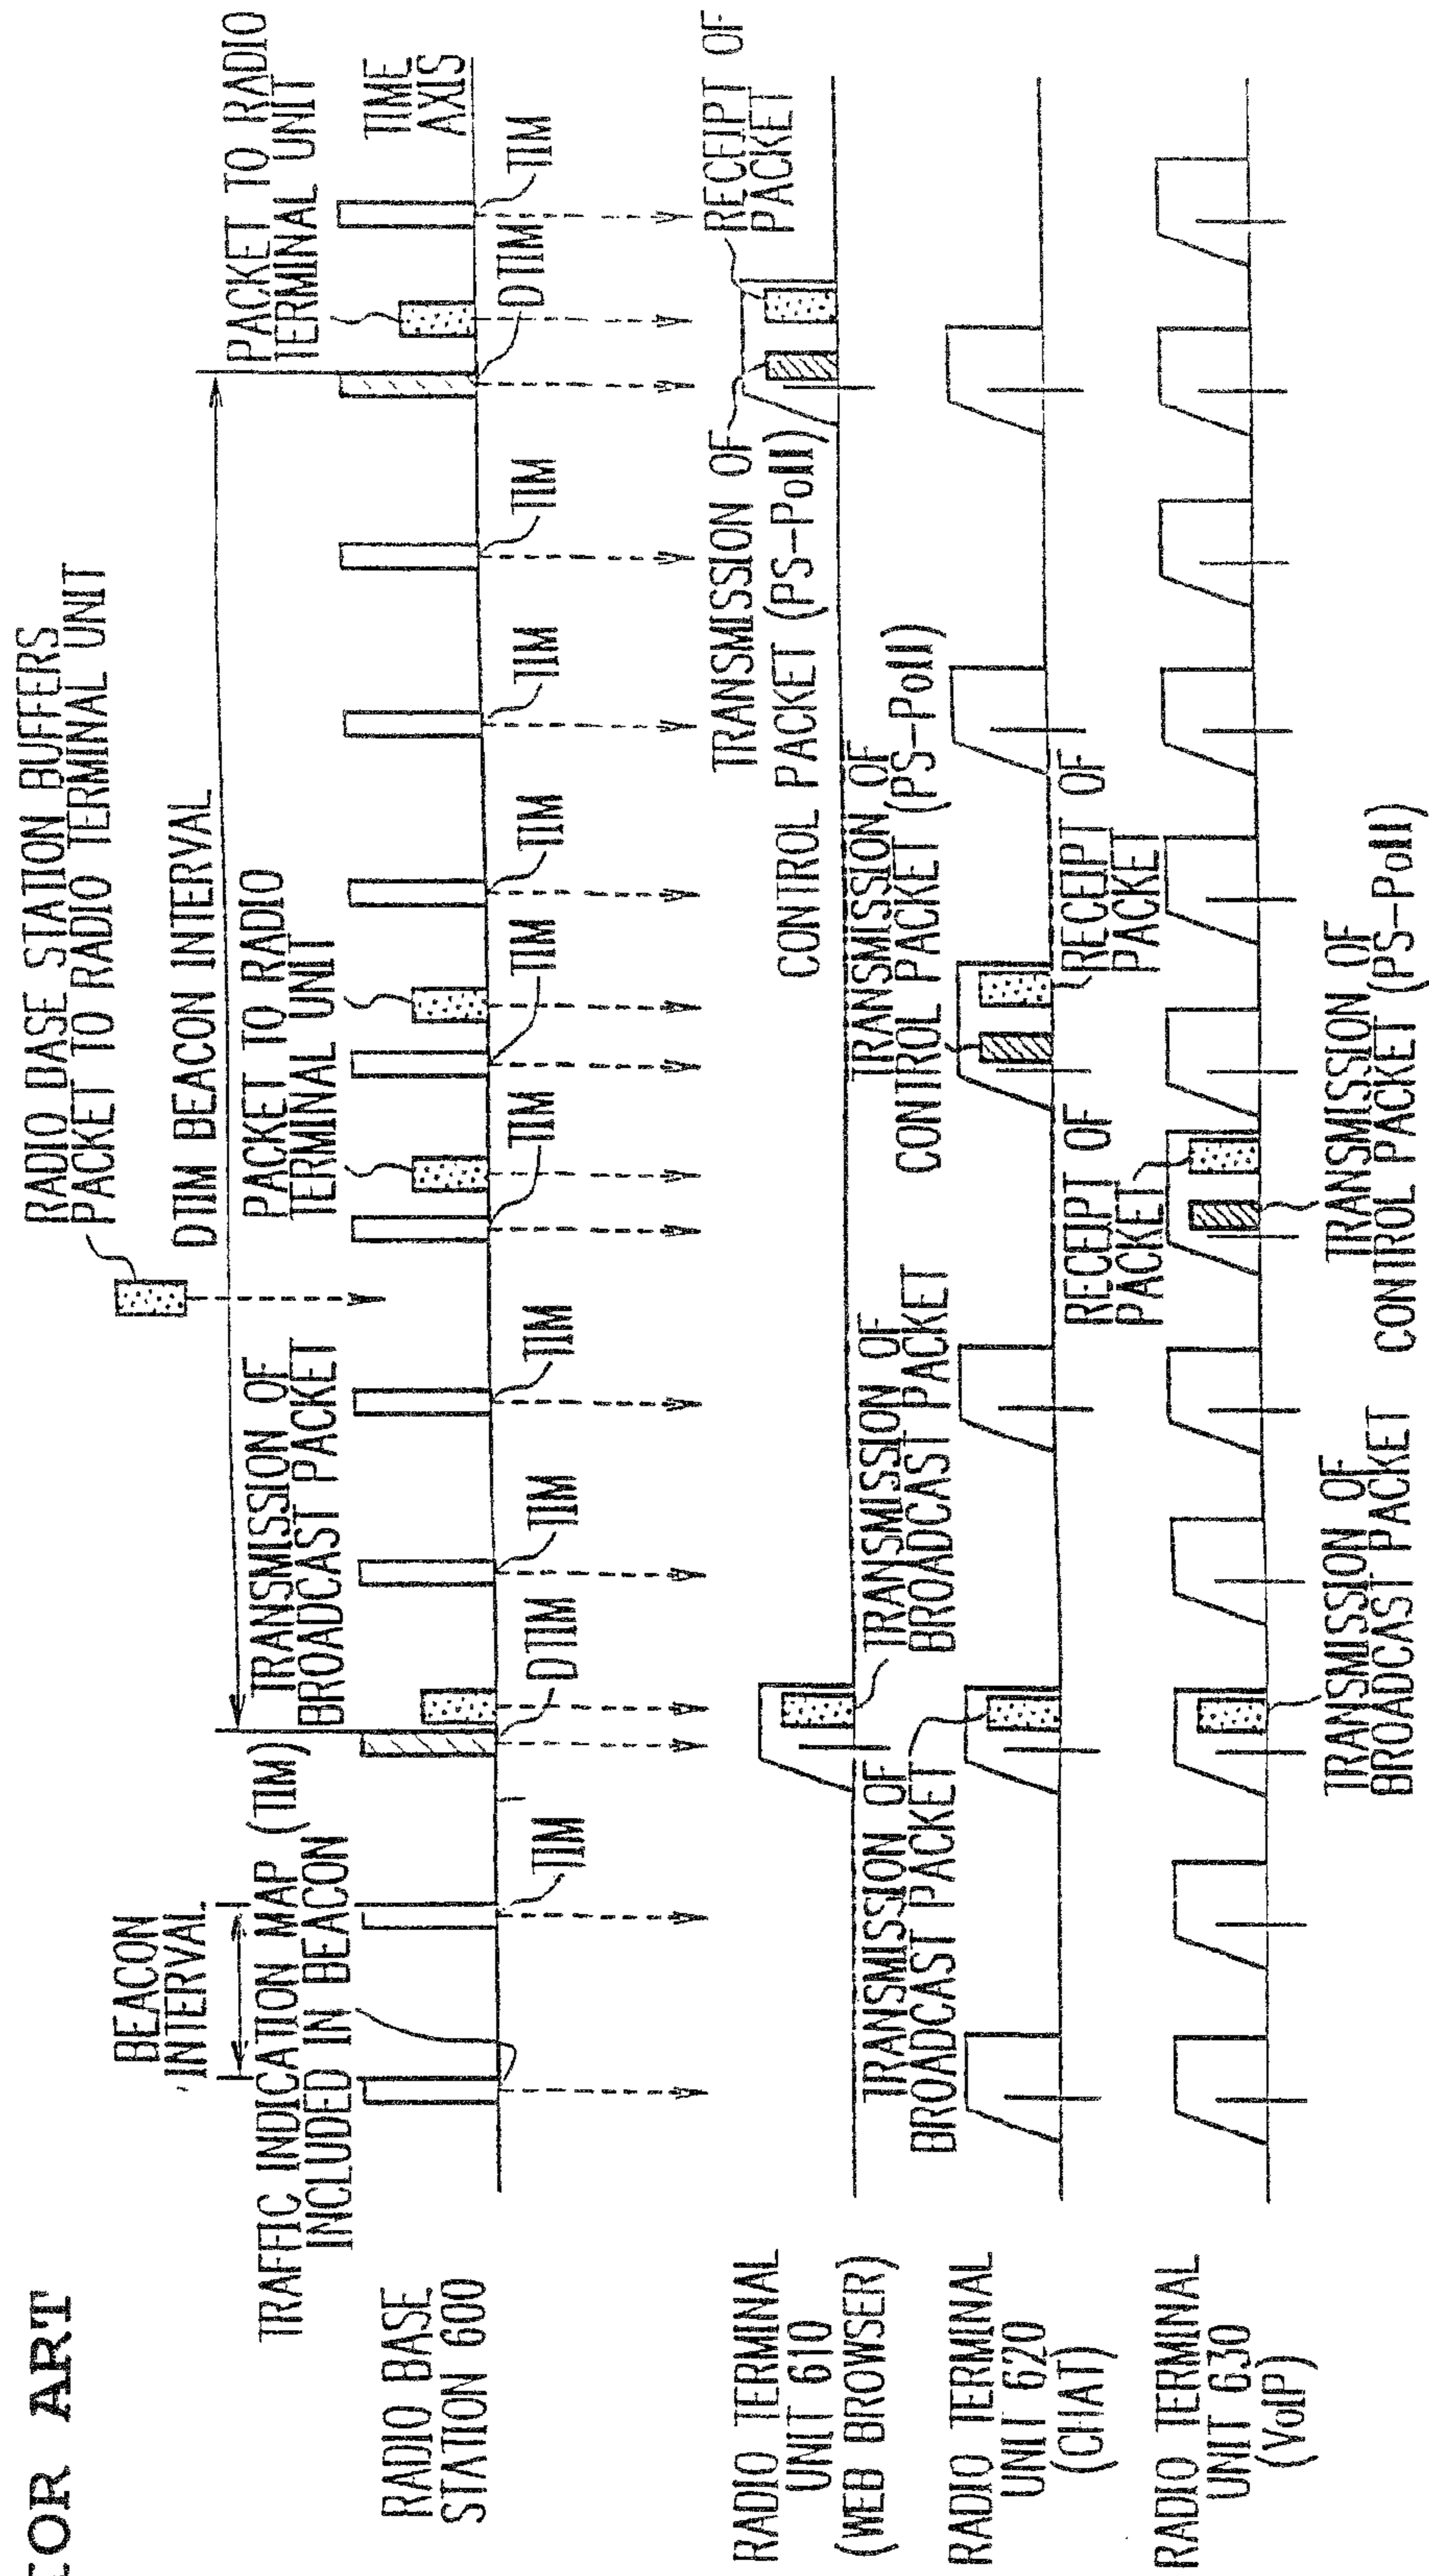 IOR ART
RADIO BASE STATION BUFFERS
PACKET TO RADIO TERMINAL UNIT
BEACON
INTERVAL
DTIM BEACON INTERVAL
TRAFFIC INDICATION MAP (TIM)
INCLUDED IN BEACON
TRANSMISSION OF
BROADCAST PACKET
PACKET TO RADIO
TERMINAL UNIT
PACKET TO RADIO
TERMINAL UNIT
RADIO BASE
STATION 600
TIME
AXIS
TIM
DTIM
TIM
TIM
TIM
TIM
TIM
TIM
TIM
DTIM
TIM
RADIO TERMINAL
UNIT 610
(WEB BROWSER)
TRANSMISSION OF
BROADCAST PACKET
TRANSMISSION OF
CONTROL PACKET (PS-Poll)
RECEIPT OF
PACKET
RADIO TERMINAL
UNIT 620
(CHAT)
TRANSMISSION OF
BROADCAST PACKET
TRANSMISSION OF
CONTROL PACKET (PS-Poll)
RECEIPT OF
PACKET
RADIO TERMINAL
UNIT 630
(VoIP)
TRANSMISSION OF
BROADCAST PACKET
RECEIPT OF
PACKET
TRANSMISSION OF
CONTROL PACKET (PS-Poll)